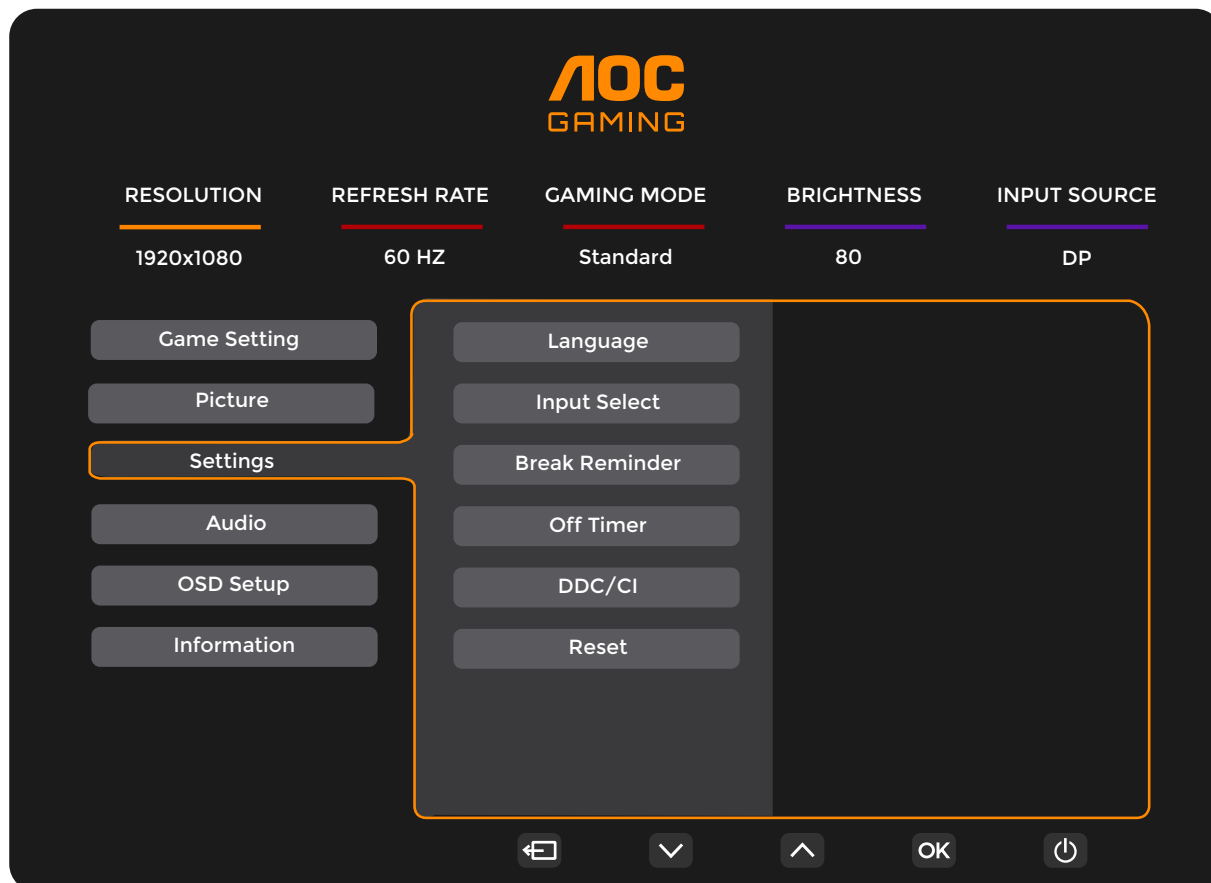 AOC
GAMING
RESOLUTION REFRESH RATE GAMING MODE BRIGHTNESS INPUT SOURCE
1920x1080 60 HZ Standard 80 DP
Game Setting
Picture
Settings
Audio
OSD Setup
Information
Language
Input Select
Break Reminder
Off Timer
DDC/CI
Reset
OK